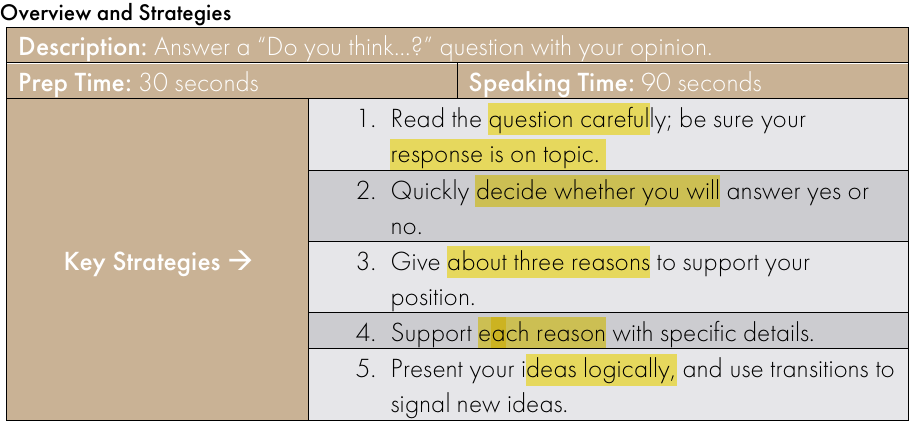 Overview and Strategies
Description: Answer a “Do you think...?” question with your opinion.
Prep Time: 30 seconds
Speaking Time: 90 seconds
Key Strategies →
1. Read the question carefully; be sure your
response is on topic.
2. Quickly decide whether you will answer yes or
no.
3. Give about three reasons to support your
position.
4. Support each reason with specific details.
5. Present your ideas logically, and use transitions to
signal new ideas.